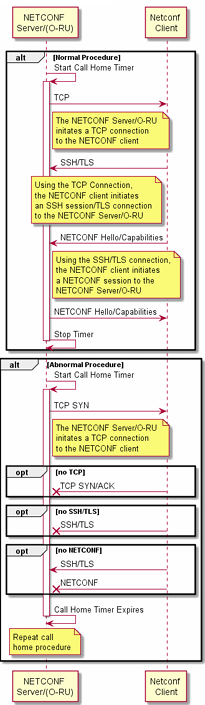 NETCONF
Server/(O-RU)
Netconf
Client
alt
[Normal Procedure]
Start Call Home Timer
TCP
The NETCONF Server/O-RU
initates a TCP connection
to the NETCONF client
SSH/TLS
Using the TCP Connection,
the NETCONF client initiates
an SSH session/TLS connection
to the NETCONF Server/O-RU
NETCONF Hello/Capabilities
Using the SSH/TLS connection,
the NETCONF client initiates
a NETCONF session to the
NETCONF Server/O-RU
NETCONF Hello/Capabilities
Stop Timer
alt
[Abnormal Procedure]
Start Call Home Timer
TCP SYN
The NETCONF Server/O-RU
initates a TCP connection
to the NETCONF client
opt
[no TCP]
TCP SYN/ACK
opt
[no SSH/TLS]
SSH/TLS
opt
[no NETCONF]
SSH/TLS
NETCONF
Call Home Timer Expires
Repeat call
home procedure
NETCONF
Server/(O-RU)
Netconf
Client